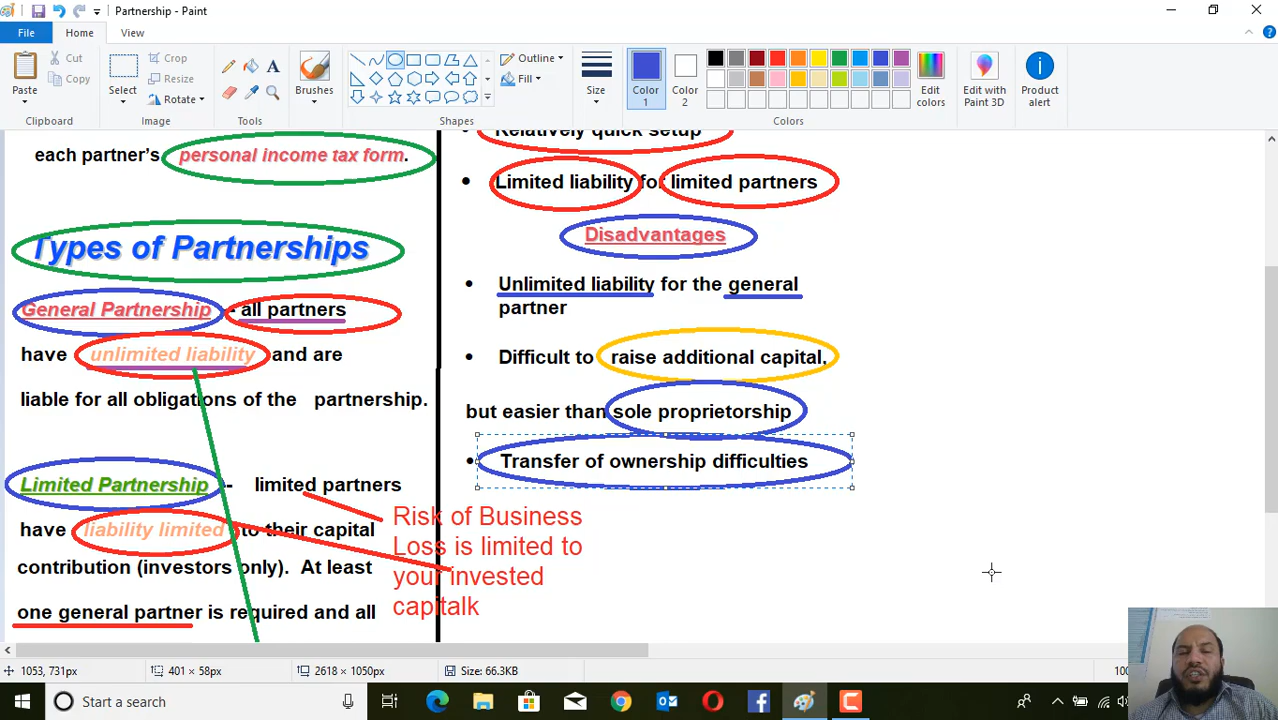 Partnership - Paint
File Home View
Paste
Cut
Copy
Clipboard
Select
Crop
Resize
Rotate
Image
A
Tools
Brushes
Outline
Fill
Shapes
Size
Color 1
Color 2
Edit colors
Colors
Edit with Paint 3D
Product alert
each partner's personal income tax form.
Types of Partnerships
General Partnership - all partners
have unlimited liability and are
liable for all obligations of the partnership.
Limited Partnership - limited partners
have liability limited to their capital
contribution (investors only). At least
one general partner is required and all
• Relatively quick setup
• Limited liability for limited partners
Disadvantages
• Unlimited liability for the general
partner
• Difficult to raise additional capital,
but easier than sole proprietorship
• Transfer of ownership difficulties
Risk of Business
Loss is limited to
your invested
capitalk
1053, 731px
401 × 58px
2618 × 1050px
Size: 66.3KB
Start a search